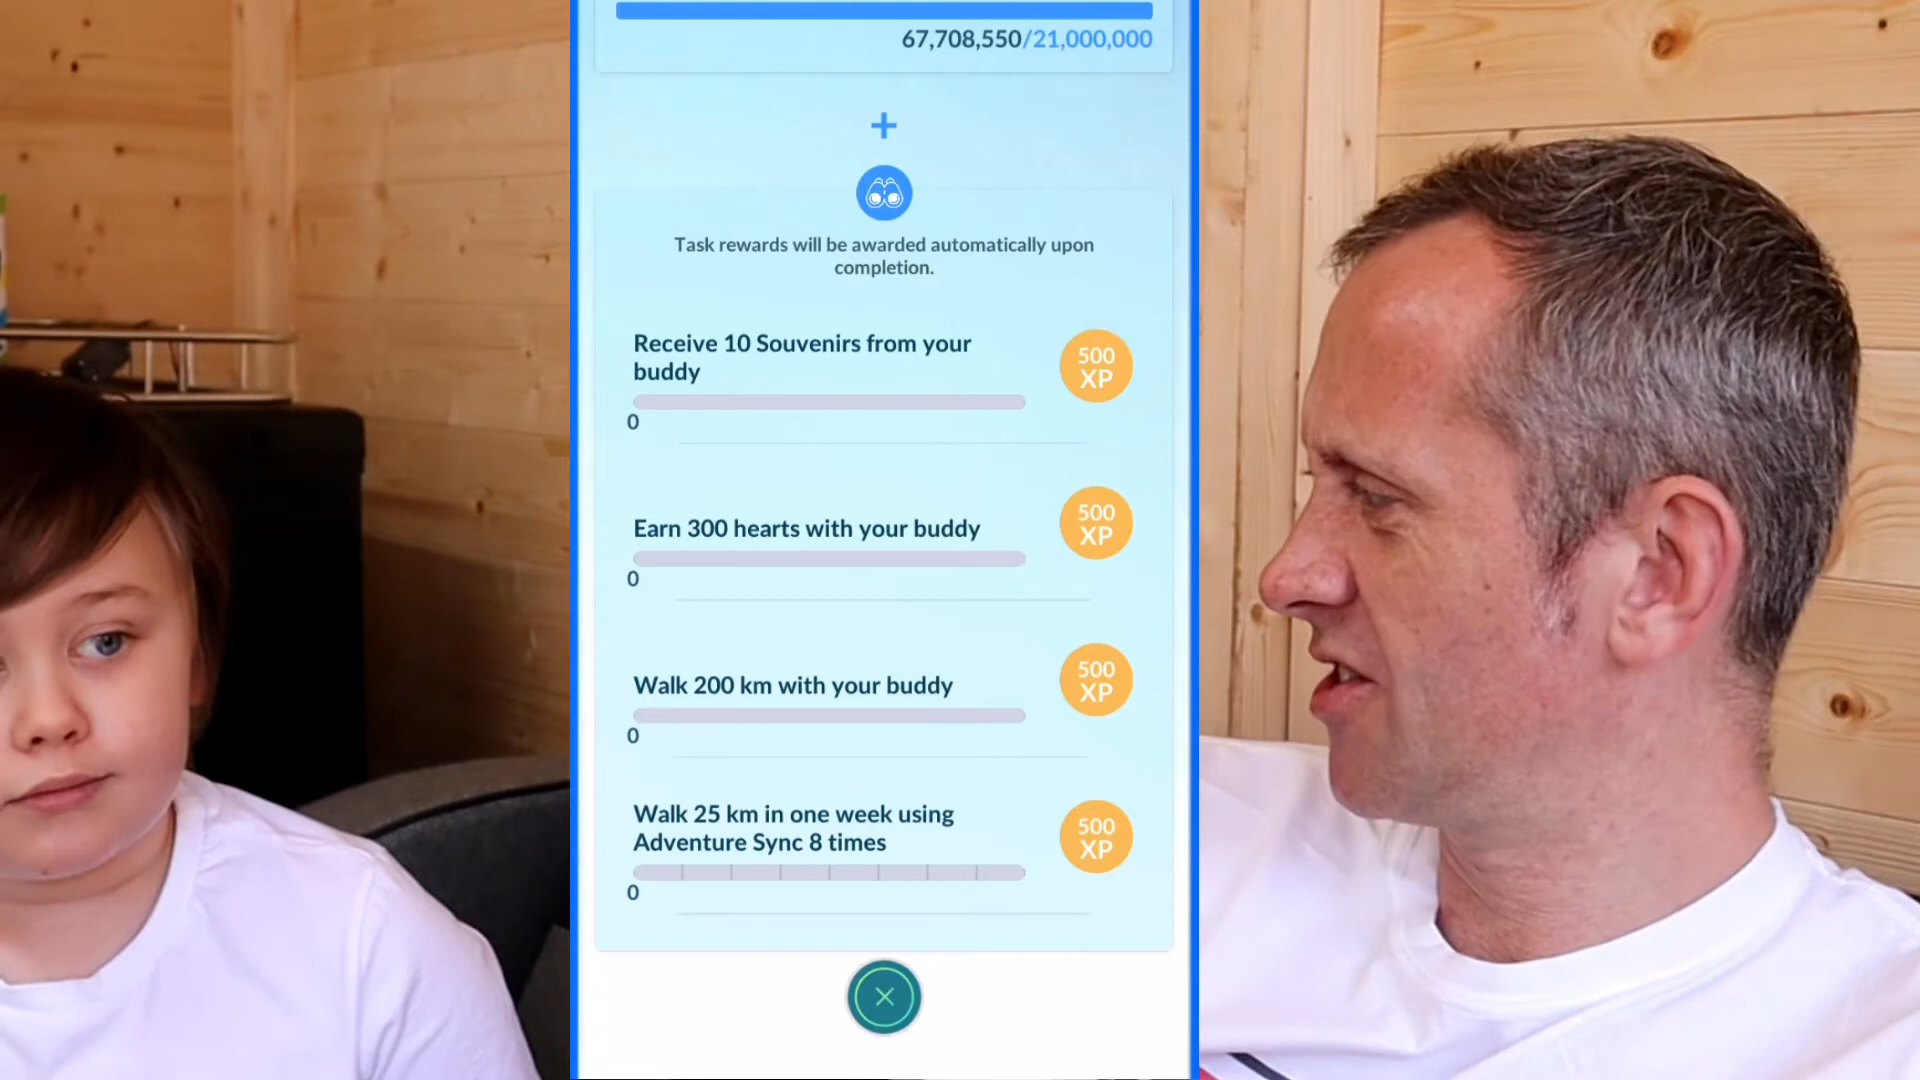 67,708,550/21,000,000
Task rewards will be awarded automatically upon
completion.
Receive 10 Souvenirs from your
buddy
500
XP
0
Earn 300 hearts with your buddy
500
XP
0
Walk 200 km with your buddy
500
XP
0
Walk 25 km in one week using
Adventure Sync 8 times
500
XP
0